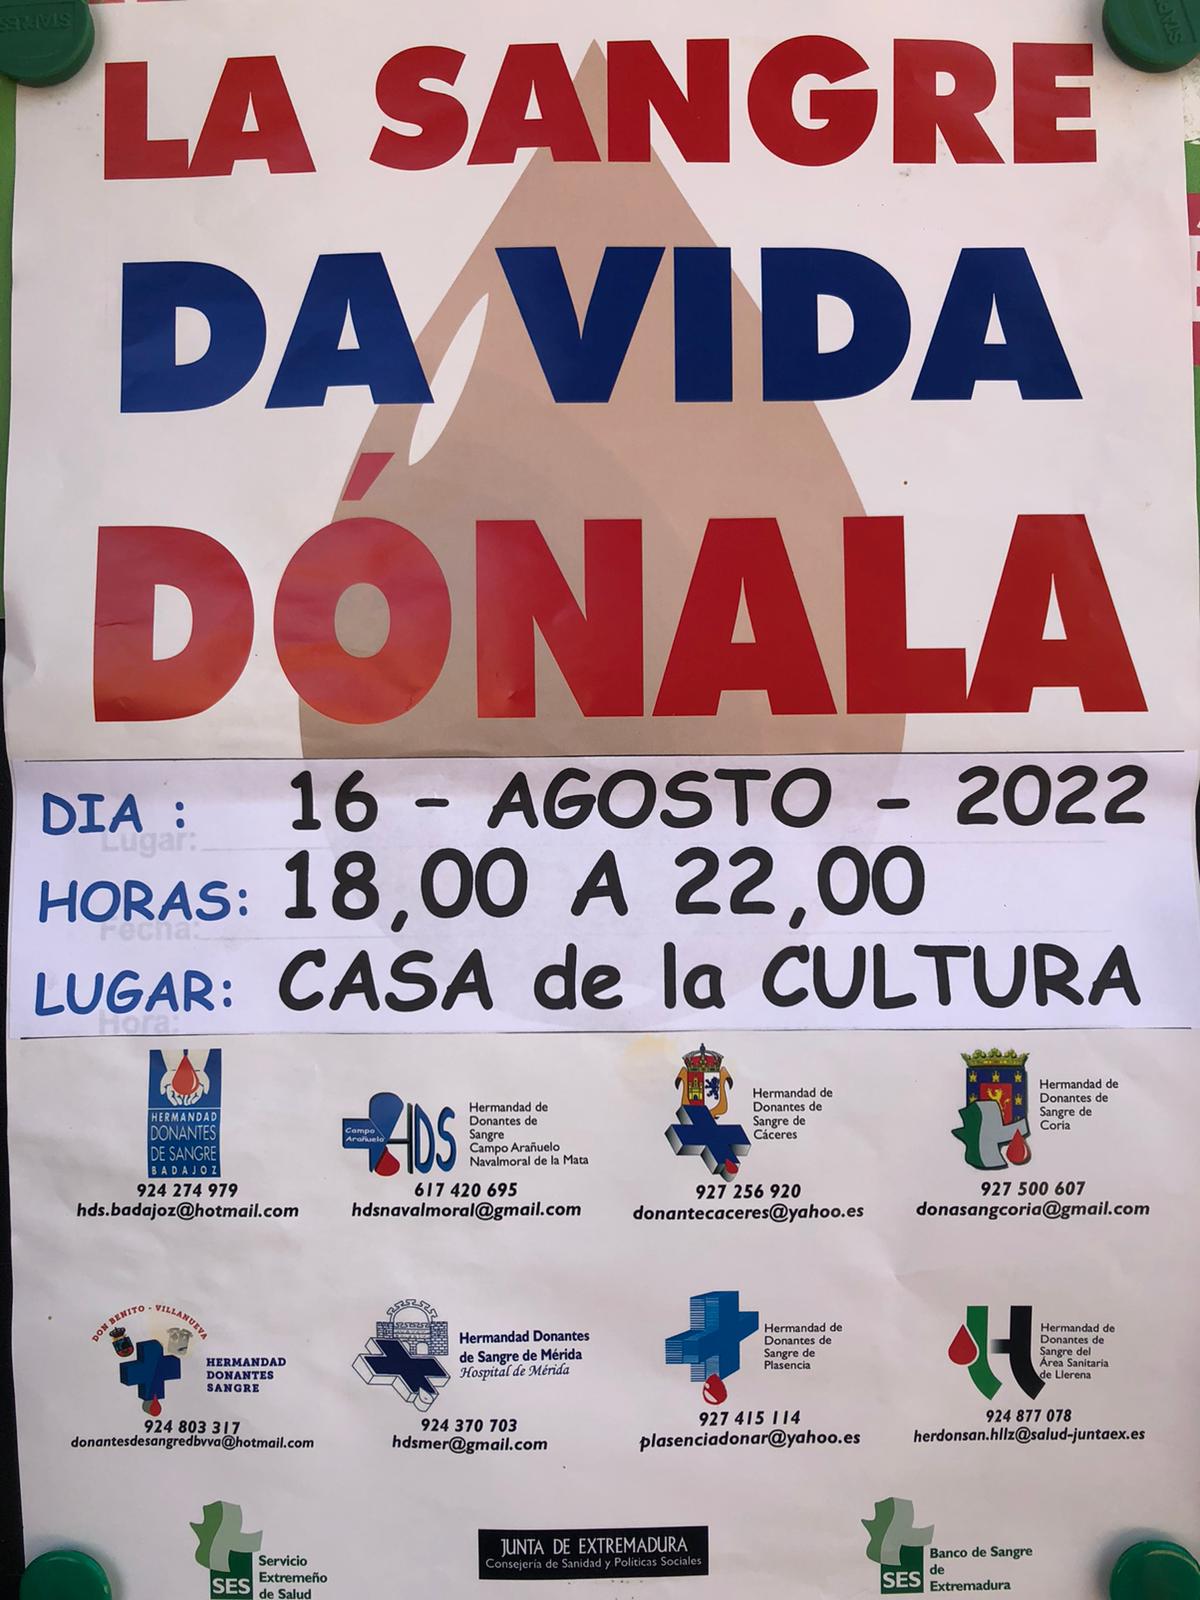 LA SANGRE
DA VIDA
DÓNALA
DIA : 16 - AGOSTO - 2022
Lugar:
HORAS: 18,00 A 22,00
Fecha:
LUGAR: CASA de la CULTURA
Hora:
HERMANDAD
DONANTES
DE SANGRE
BADAJOZ
924 274 979
hds.badajoz@hotmail.com
Campo
Arañuelo
HDS
Hermandad de
Donantes de
Sangre
Campo Arañuelo
Navalmoral de la Mata
617 420 695
hdsnavalmoral@gmail.com
Hermandad de
Donantes de
Sangre de
Cáceres
927 256 920
donantecaceres@yahoo.es
Hermandad de
Donantes de
Sangre de
Coria
927 500 607
donasangcoria@gmail.com
DON BENITO - VILLANUEVA
HERMANDAD
DONANTES
SANGRE
924 803 317
donantesdesangredbvva@hotmail.com
Hermandad Donantes
de Sangre de Mérida
Hospital de Mérida
924 370 703
hdsmer@gmail.com
Hermandad de
Donantes de
Sangre de
Plasencia
927 415 114
plasenciadonar@yahoo.es
Hermandad de
Donantes de
Sangre del
Área Sanitaria
de Llerena
924 877 078
herdonsan.hllz@salud-juntaex.es
SES
Servicio
Extremeño
de Salud
JUNTA DE EXTREMADURA
Consejería de Sanidad y Políticas Sociales
SES
Banco de Sangre
de
Extremadura